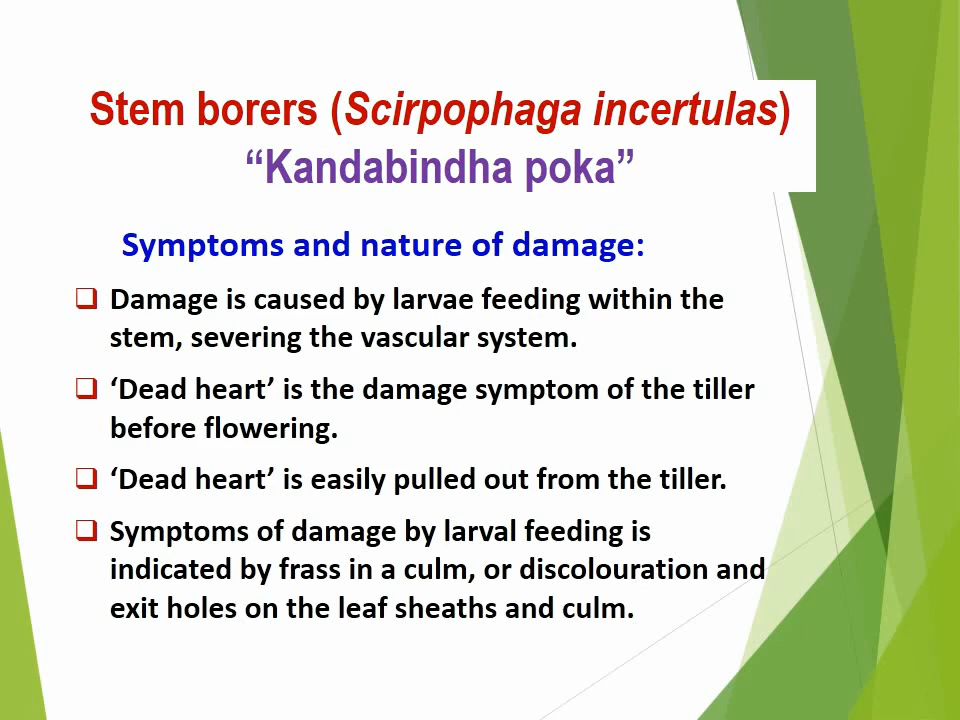 Stem borers (Scirpophaga incertulas)
“Kandabindha poka”
Symptoms and nature of damage:
Damage is caused by larvae feeding within the
stem, severing the vascular system.
‘Dead heart’ is the damage symptom of the tiller
before flowering.
‘Dead heart’ is easily pulled out from the tiller.
Symptoms of damage by larval feeding is
indicated by frass in a culm, or discolouration and
exit holes on the leaf sheaths and culm.